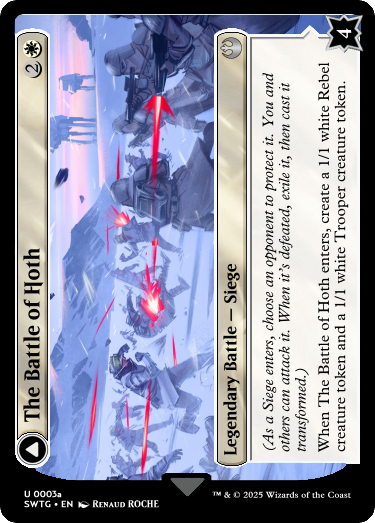 The Battle of Hoth
2
Legendary Battle — Siege
(As a Siege enters, choose an opponent to protect it. You and
others can attack it. When it's defeated, exile it, then cast it
transformed.)
When The Battle of Hoth enters, create a 1/1 white Rebel
creature token and a 1/1 white Trooper creature token.
4
U 0003a
SWTG • EN Renaud ROCHE
™ & © 2025 Wizards of the Coast